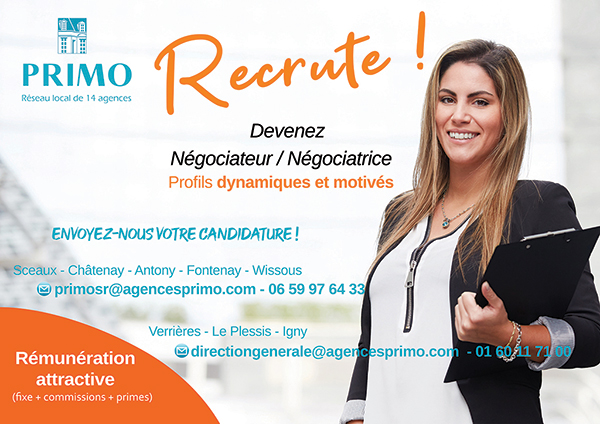 PRIMO
Réseau local de 14 agences
Recrute !
Devenez
Négociateur / Négociatrice
Profils dynamiques et motivés
ENVOYEZ-NOUS VOTRE CANDIDATURE !
Sceaux - Châtenay - Antony - Fontenay - Wissous
primosr@agencesprimo.com - 06 59 97 64 33
Verrières - Le Plessis - Igny
directiongenerale@agencesprimo.com - 01 60 11 71 00
Rémunération
attractive
(fixe + commissions + primes)